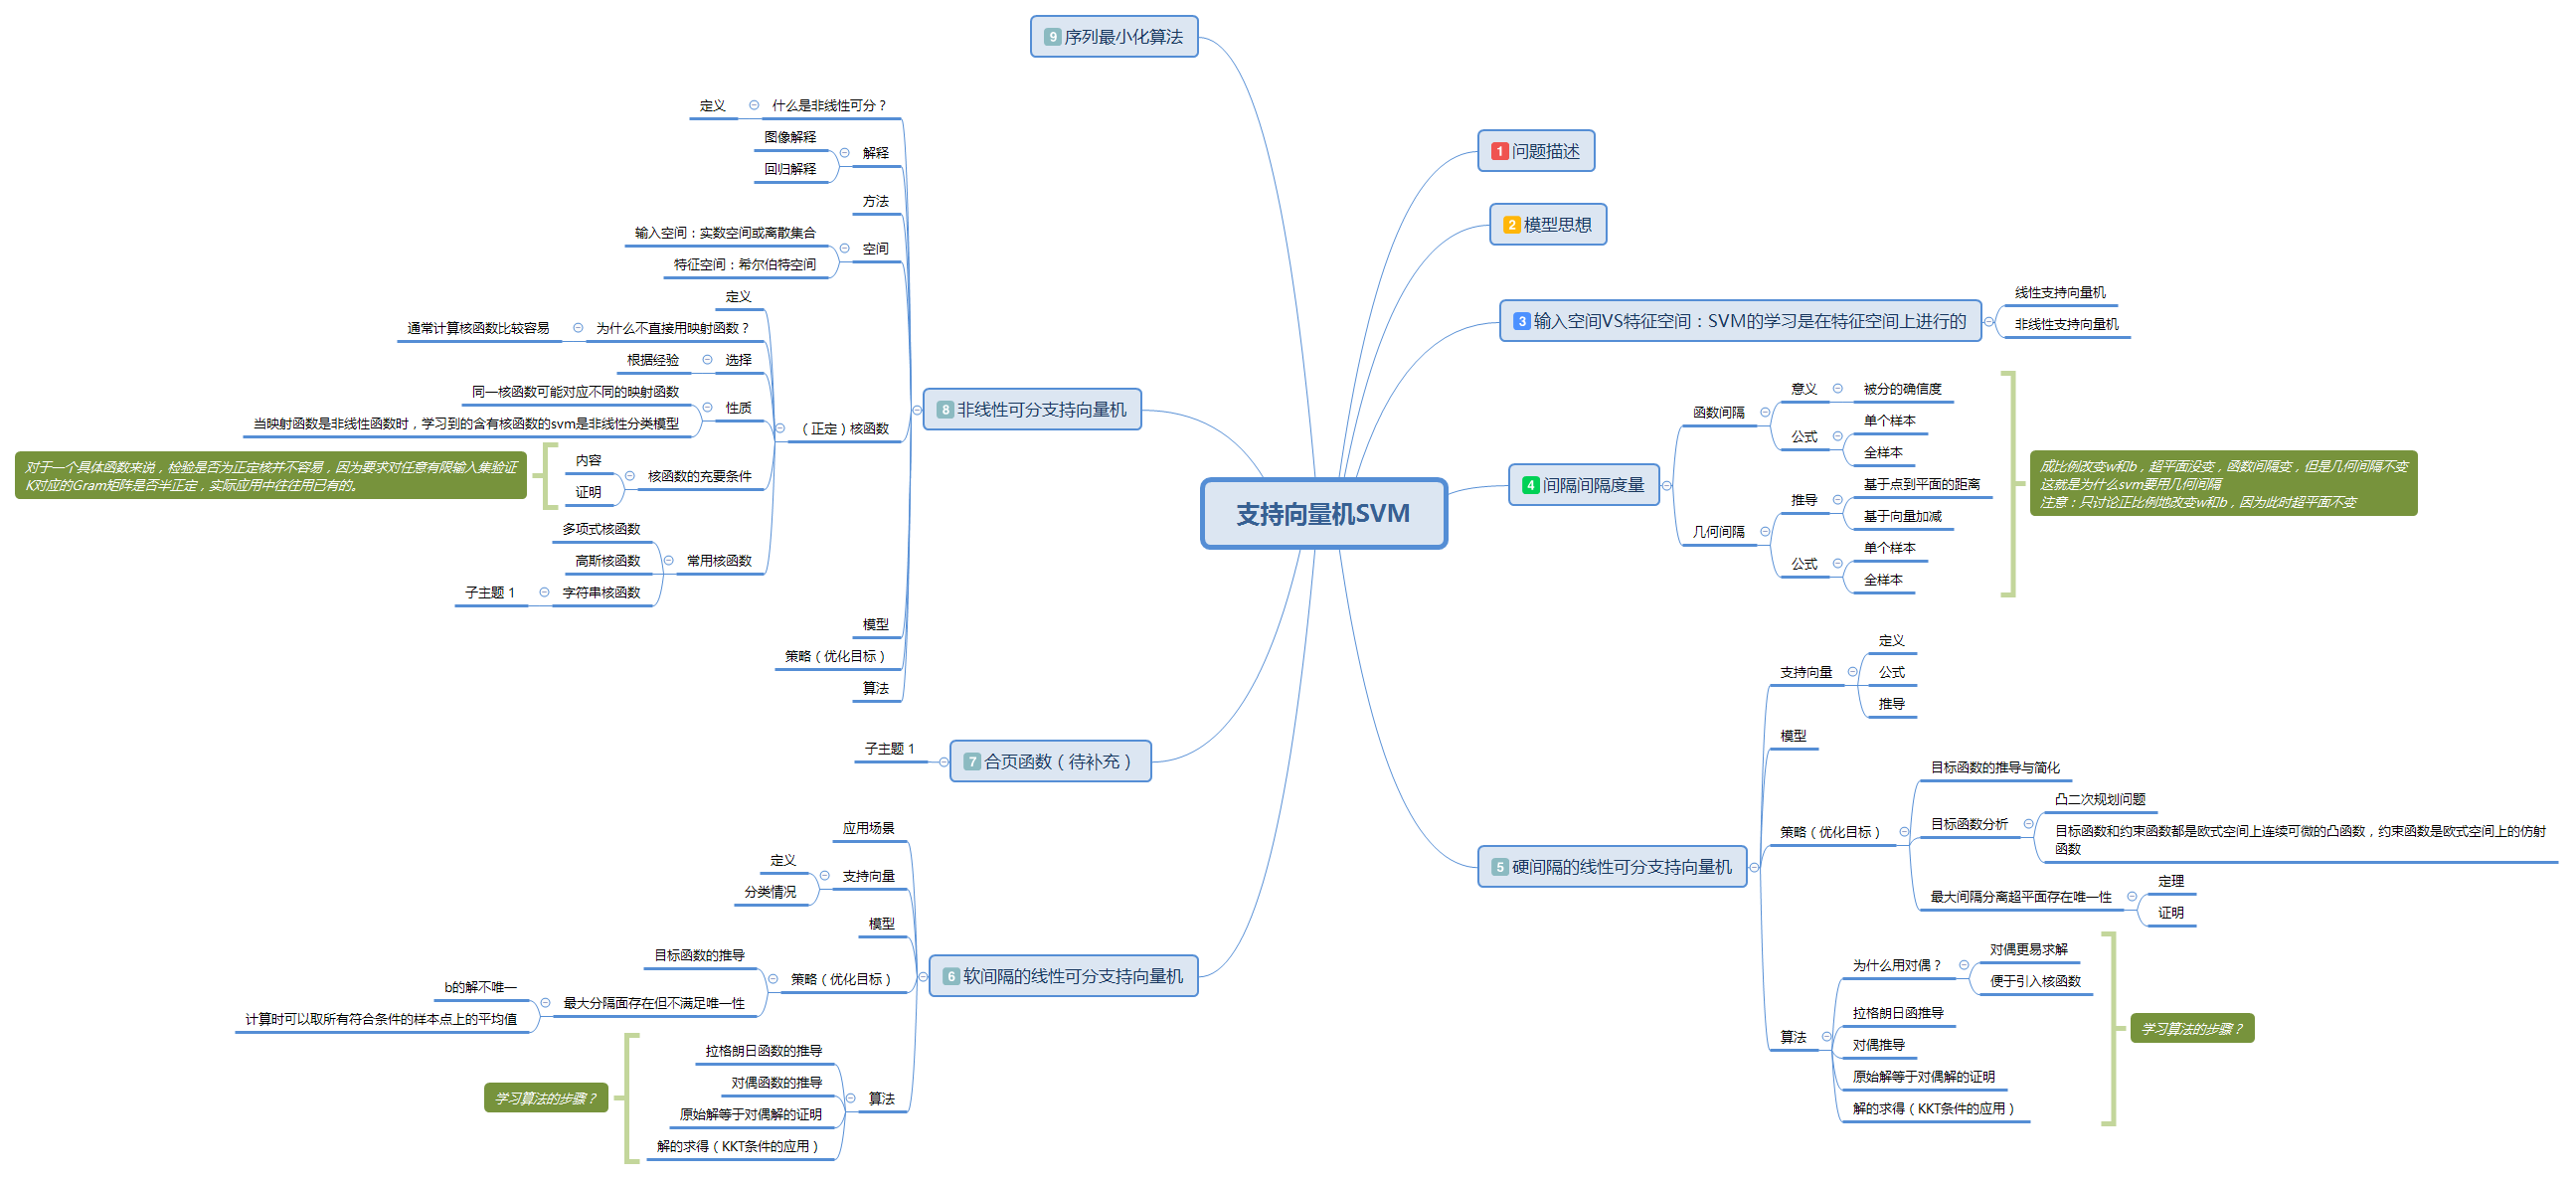 支持向量机SVM
1 问题描述
2 模型思想
3 输入空间VS特征空间：SVM的学习是在特征空间上进行的
线性支持向量机
非线性支持向量机
4 间隔间隔度量
函数间隔
意义
被分的确信度
公式
单个样本
全样本
几何间隔
推导
基于点到平面的距离
基于向量加减
公式
单个样本
全样本
成比例改变w和b，超平面没变，函数间隔变，但是几何间隔不变
这就是为什么svm要用几何间隔
注意：只讨论正比例地改变w和b，因为此时超平面不变
5 硬间隔的线性可分支持向量机
支持向量
定义
公式
推导
模型
策略（优化目标）
目标函数的推导与简化
目标函数分析
凸二次规划问题
目标函数和约束函数都是欧式空间上连续可微的凸函数，约束函数是欧式空间上的仿射
函数
最大间隔分离超平面存在唯一性
定理
证明
算法
为什么用对偶？
对偶更易求解
便于引入核函数
拉格朗日函推导
对偶推导
原始解等于对偶解的证明
解的求得（KKT条件的应用）
学习算法的步骤？
6 软间隔的线性可分支持向量机
应用场景
支持向量
定义
分类情况
模型
策略（优化目标）
目标函数的推导
最大分隔面存在但不满足唯一性
b的解不唯一
计算时可以取所有符合条件的样本点上的平均值
算法
拉格朗日函数的推导
对偶函数的推导
原始解等于对偶解的证明
解的求得（KKT条件的应用）
学习算法的步骤？
7 合页函数（待补充）
子主题 1
8 非线性可分支持向量机
什么是非线性可分？
定义
解释
图像解释
回归解释
方法
空间
输入空间：实数空间或离散集合
特征空间：希尔伯特空间
（正定）核函数
定义
为什么不直接用映射函数？
通常计算核函数比较容易
选择
根据经验
性质
同一核函数可能对应不同的映射函数
当映射函数是非线性函数时，学习到的含有核函数的svm是非线性分类模型
核函数的充要条件
内容
证明
对于一个具体函数来说，检验是否为正定核并不容易，因为要求对任意有限输入集验证
K对应的Gram矩阵是否半正定，实际应用中往往用已有的。
常用核函数
多项式核函数
高斯核函数
字符串核函数
子主题 1
模型
策略（优化目标）
算法
9 序列最小化算法